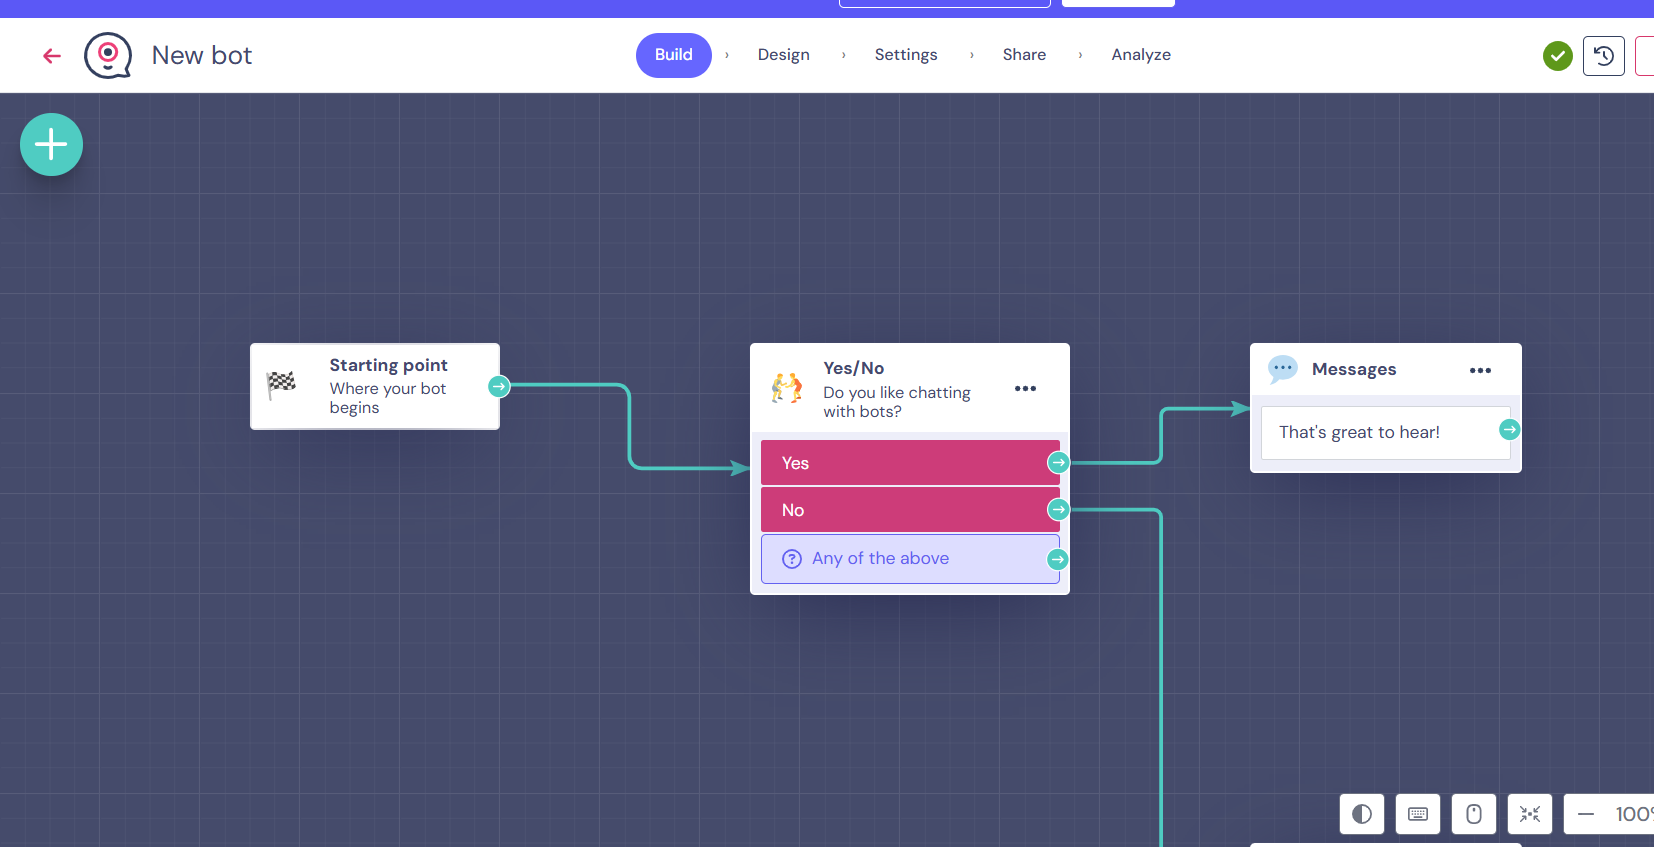 New bot
Build
Design
Settings
Share
Analyze
Starting point
Where your bot
begins
Yes/No
Do you like chatting
with bots?
Yes
No
Any of the above
Messages
That's great to hear!
100%